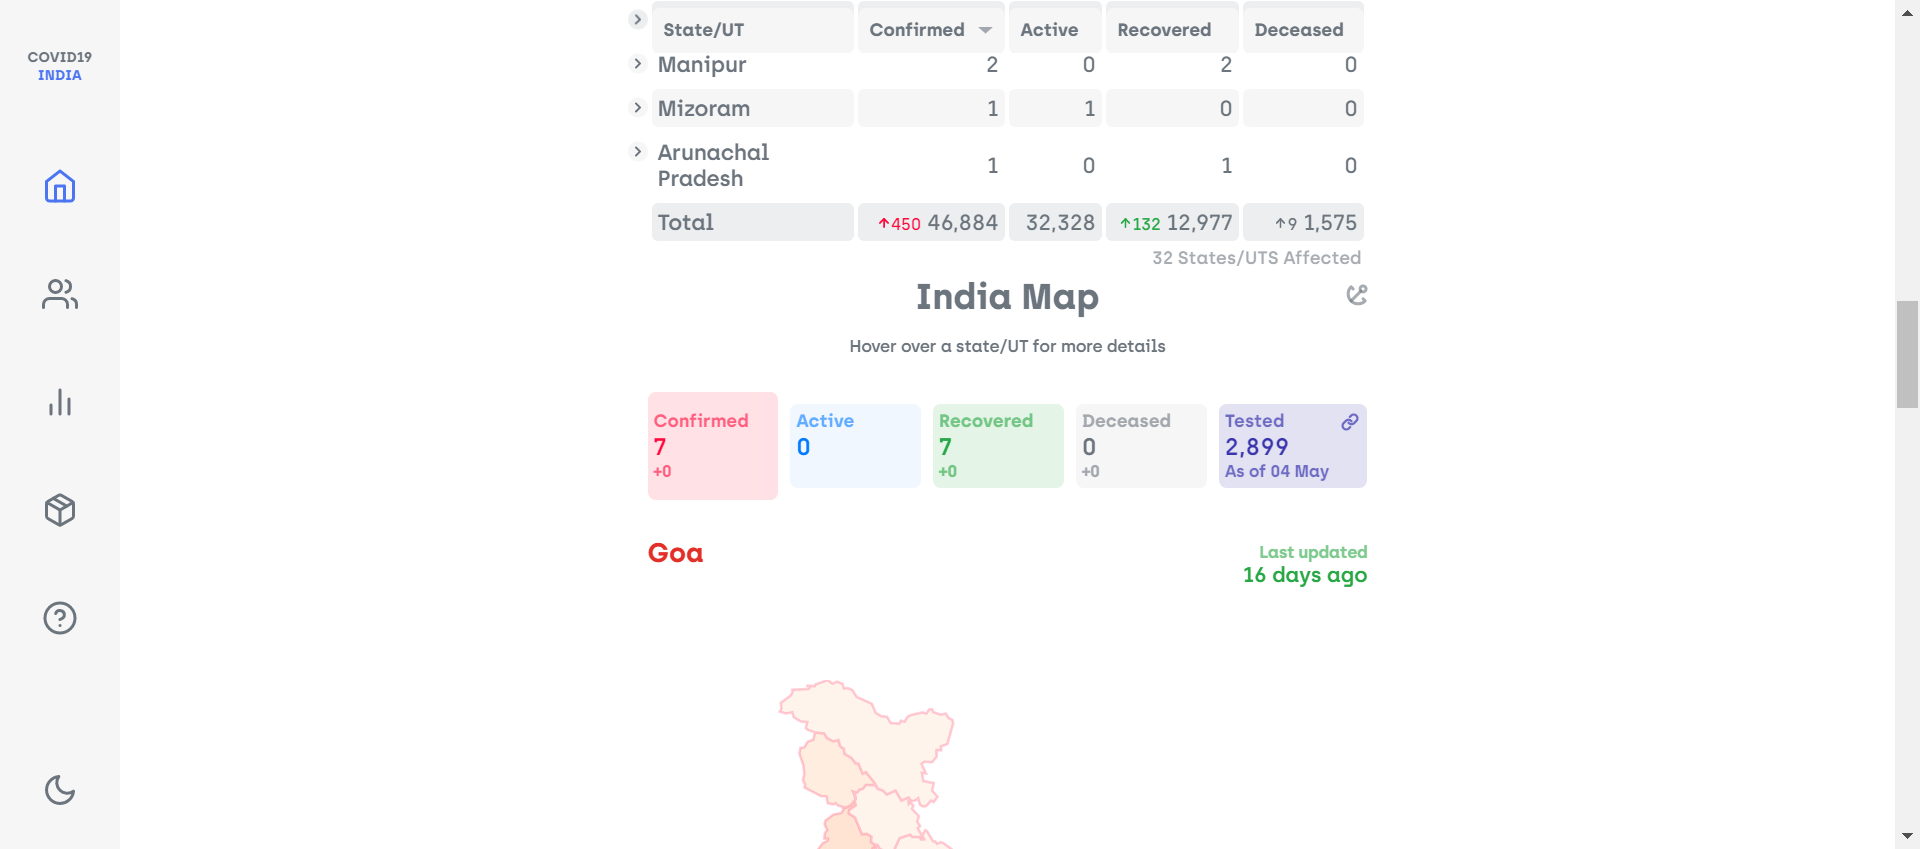 COVID19
INDIA
State/UT Confirmed Active Recovered Deceased
Manipur 2 0 2 0
Mizoram 1 1 0 0
Arunachal
Pradesh 1 0 1 0
Total ↑450 46,884 32,328 ↑132 12,977 ↑9 1,575
32 States/UTS Affected
India Map
Hover over a state/UT for more details
Confirmed Active Recovered Deceased Tested
7 0 7 0 2,899
+0 +0 +0 As of 04 May
Goa
Last updated
16 days ago